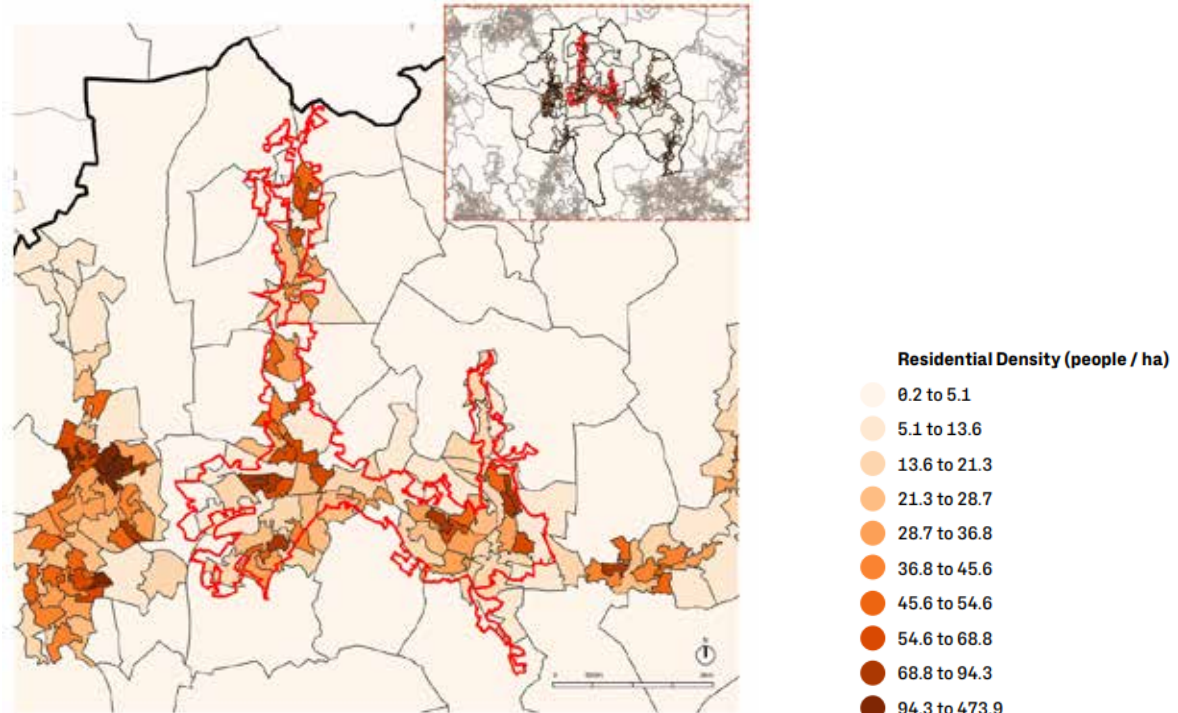 Residential Density (people / ha)
0.2 to 5.1
5.1 to 13.6
13.6 to 21.3
21.3 to 28.7
28.7 to 36.8
36.8 to 45.6
45.6 to 54.6
54.6 to 68.8
68.8 to 94.3
94.3 to 473.9
N
0